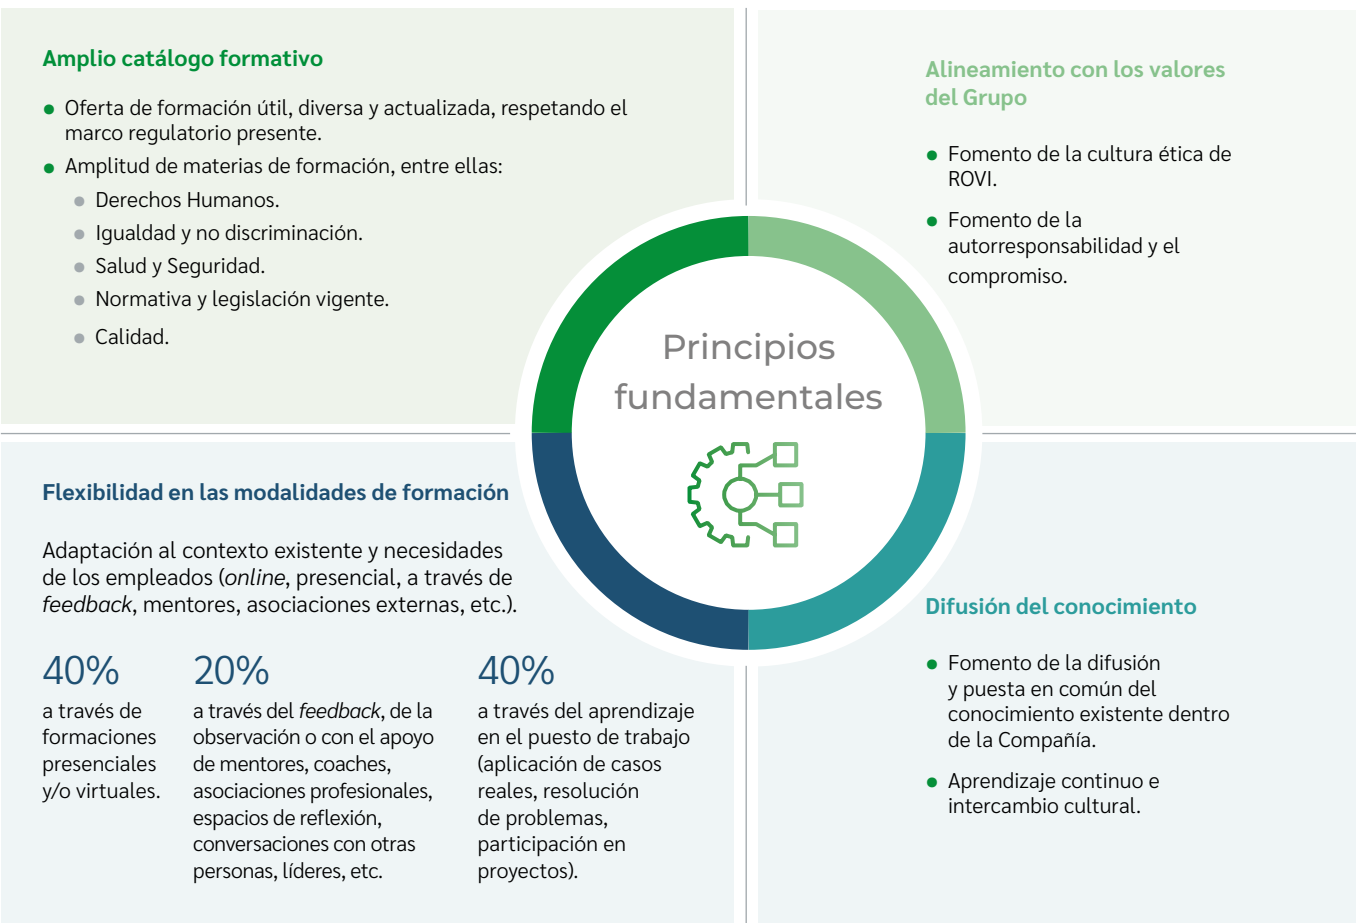 Amplio catálogo formativo
Oferta de formación útil, diversa y actualizada, respetando el
marco regulatorio presente.
Amplitud de materias de formación, entre ellas:
Derechos Humanos.
Igualdad y no discriminación.
Salud y Seguridad.
Normativa y legislación vigente.
Calidad.
Alineamiento con los valores
del Grupo
Fomento de la cultura ética de
ROVI.
Fomento de la
autorresponsabilidad y el
compromiso.
Principios
fundamentales
Flexibilidad en las modalidades de formación
Adaptación al contexto existente y necesidades
de los empleados (online, presencial, a través de
feedback, mentores, asociaciones externas, etc.).
40%
a través de
formaciones
presenciales
y/o virtuales.
20%
a través del feedback, de la
observación o con el apoyo
de mentores, coaches,
asociaciones profesionales,
espacios de reflexión,
conversaciones con otras
personas, líderes, etc.
40%
a través del aprendizaje
en el puesto de trabajo
(aplicación de casos
reales, resolución
de problemas,
participación en
proyectos).
Difusión del conocimiento
Fomento de la difusión
y puesta en común del
conocimiento existente dentro
de la Compañía.
Aprendizaje continuo e
intercambio cultural.